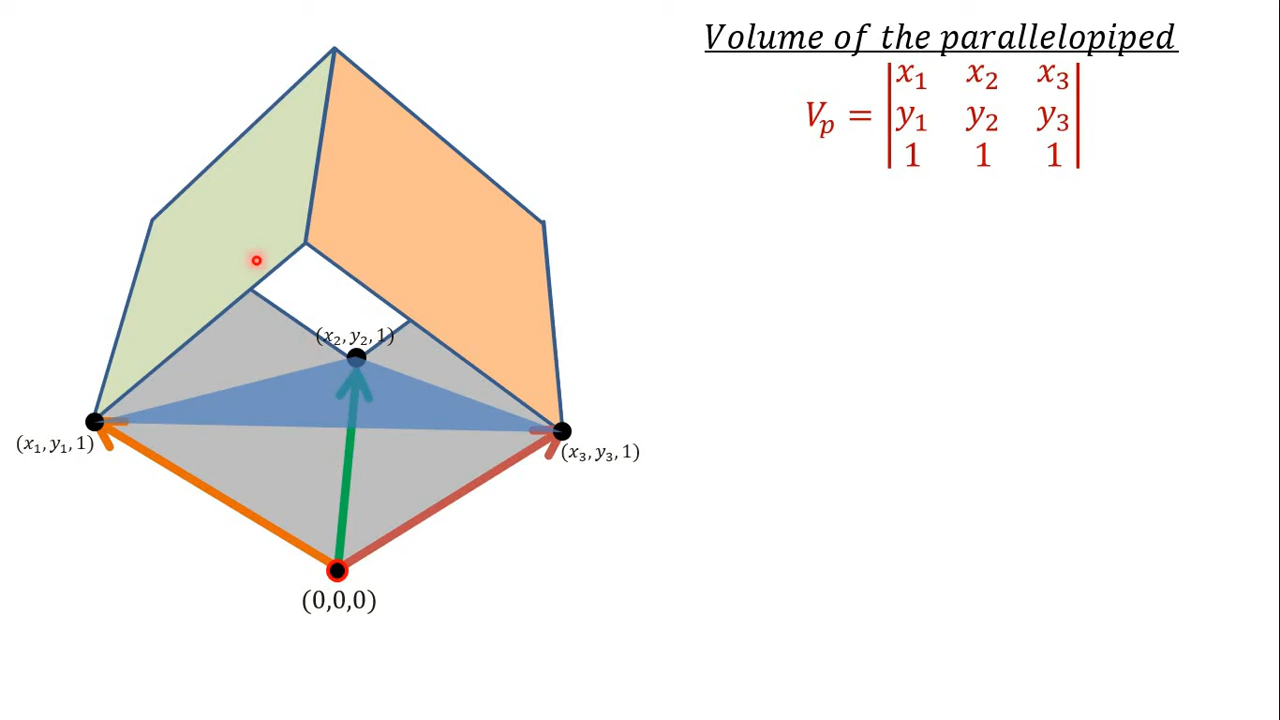 Volume of the parallelopiped
V_p = | x_1 x_2 x_3 |
| y_1 y_2 y_3 |
| 1 1 1 |
(x_2, y_2, 1)
(x_1, y_1, 1)
(x_3, y_3, 1)
(0,0,0)